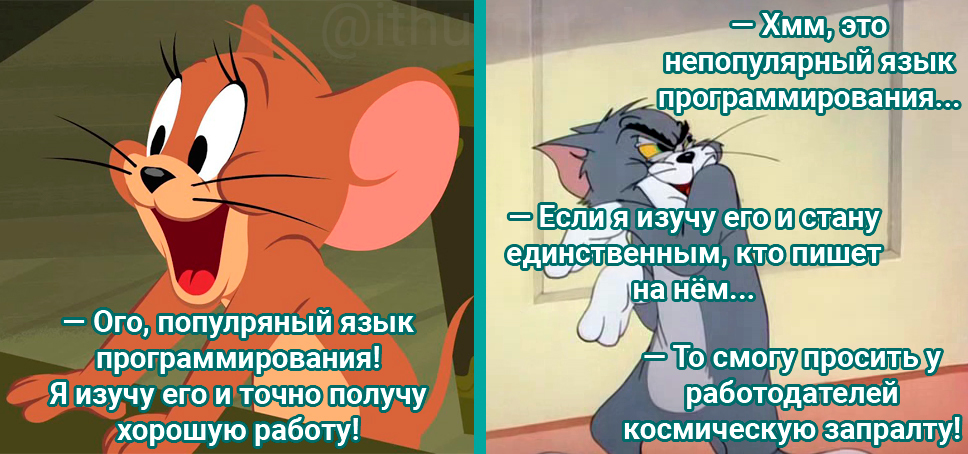 — Ого, популряный язык
программирования!
Я изучу его и точно получу
хорошую работу!
— Хмм, это
непопулярный язык
программирования...
— Если я изучу его и стану
единственным, кто пишет
на нём...
— То смогу просить у
работодателей
космическую запралту!